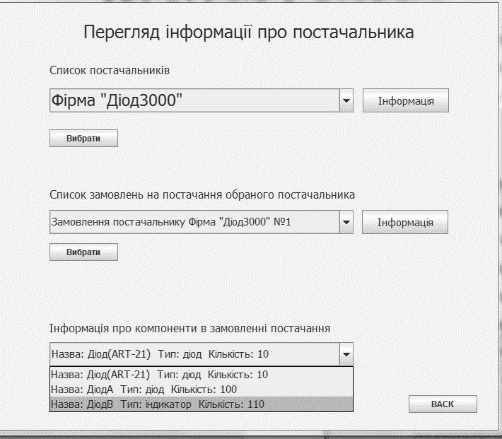 Перегляд інформації про постачальника
Список постачальників
Фірма "Діод3000"
Інформація
Вибрати
Список замовлень на постачання обраного постачальника
Замовлення постачальнику Фірма "Діод3000" №1
Інформація
Вибрати
Інформація про компоненти в замовленні постачання
Назва: Діод(ART-21) Тип: діод Кількість: 10
Назва: Діод(ART-21) Тип: діод Кількість: 10
Назва: ДіодА Тип: діод Кількість: 100
Назва: ДіодВ Тип: індикатор Кількість: 110
BACK